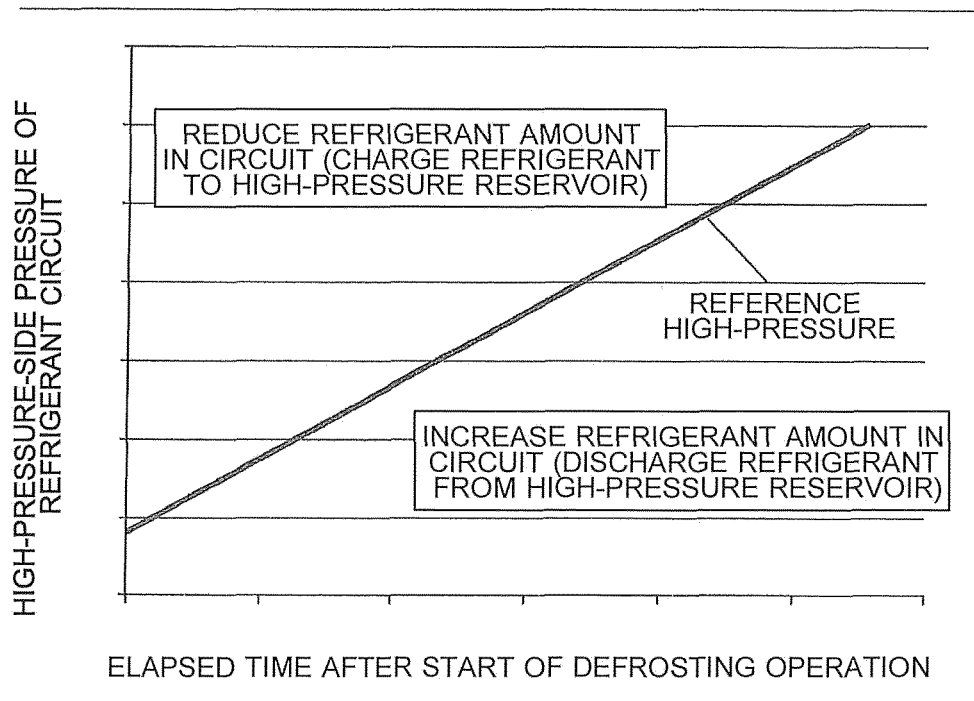 HIGH-PRESSURE-SIDE PRESSURE OF
REFRIGERANT CIRCUIT
REDUCE REFRIGERANT AMOUNT
IN CIRCUIT (CHARGE REFRIGERANT
TO HIGH-PRESSURE RESERVOIR)
REFERENCE
HIGH-PRESSURE
INCREASE REFRIGERANT AMOUNT IN
CIRCUIT (DISCHARGE REFRIGERANT
FROM HIGH-PRESSURE RESERVOIR)
ELAPSED TIME AFTER START OF DEFROSTING OPERATION